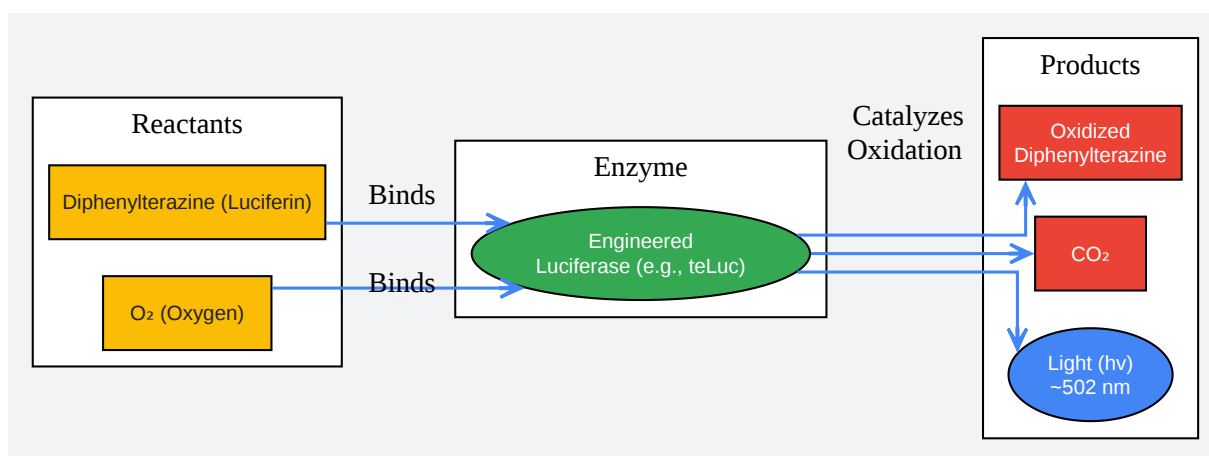 Reactants
Diphenylterazine (Luciferin)
O₂ (Oxygen)
Binds
Binds
Enzyme
Engineered
Luciferase (e.g., teLuc)
Catalyzes
Oxidation
Products
Oxidized
Diphenylterazine
CO₂
Light (hv)
~502 nm